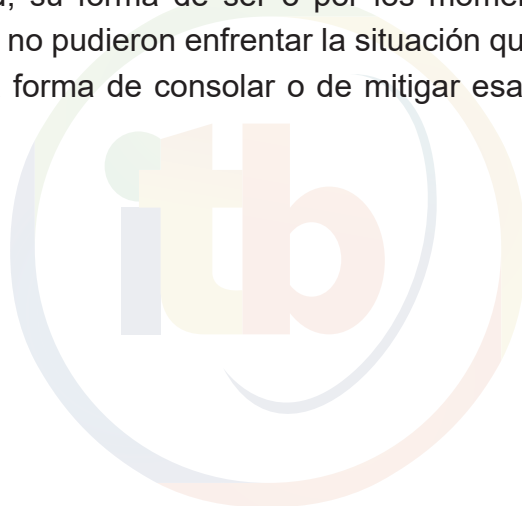 su forma de ser o por los
no pudieron enfrentar la situación
forma de consolar o de mitigar esa
itb